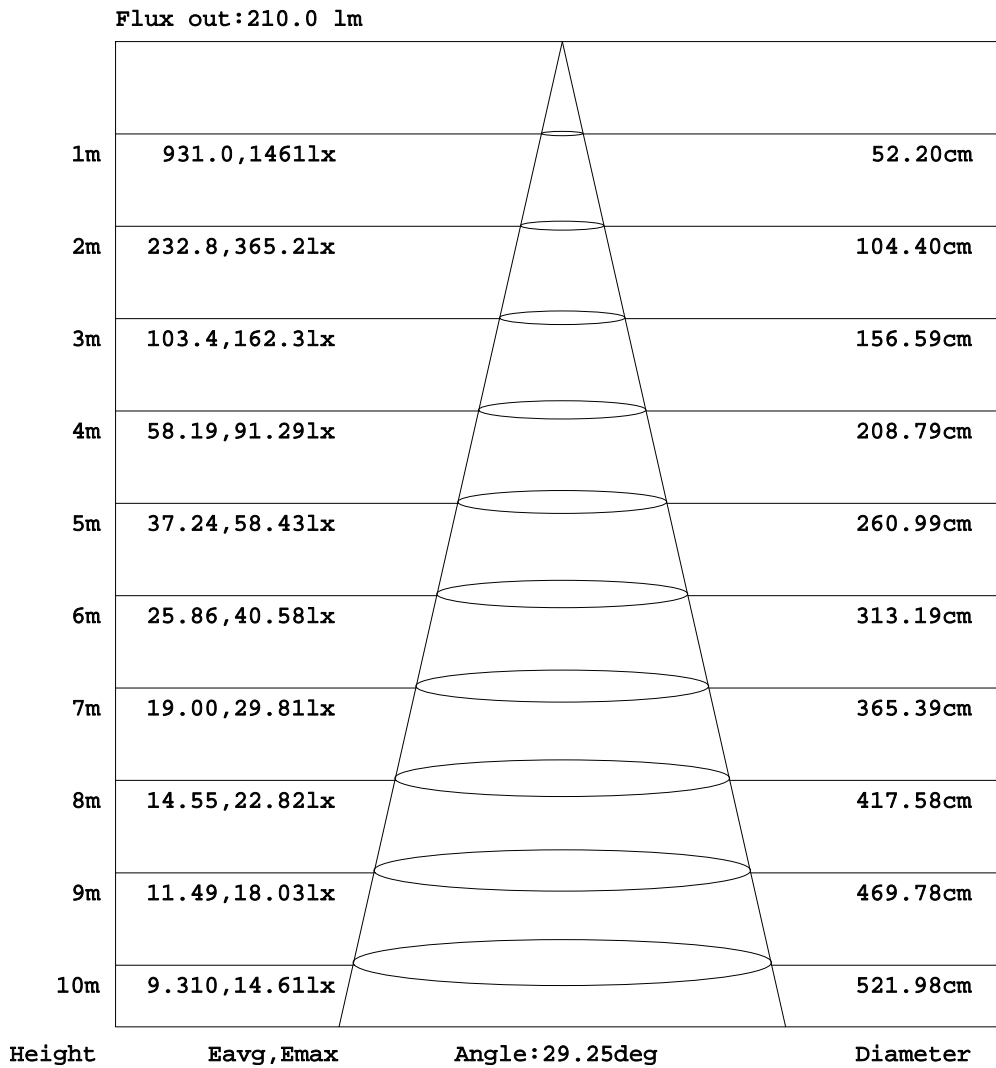 Flux out:210.0 lm
1m 931.0,1461lx 52.20cm
2m 232.8,365.2lx 104.40cm
3m 103.4,162.3lx 156.59cm
4m 58.19,91.29lx 208.79cm
5m 37.24,58.43lx 260.99cm
6m 25.86,40.58lx 313.19cm
7m 19.00,29.81lx 365.39cm
8m 14.55,22.82lx 417.58cm
9m 11.49,18.03lx 469.78cm
10m 9.310,14.61lx 521.98cm
Height Eavg,Emax Angle:29.25deg Diameter